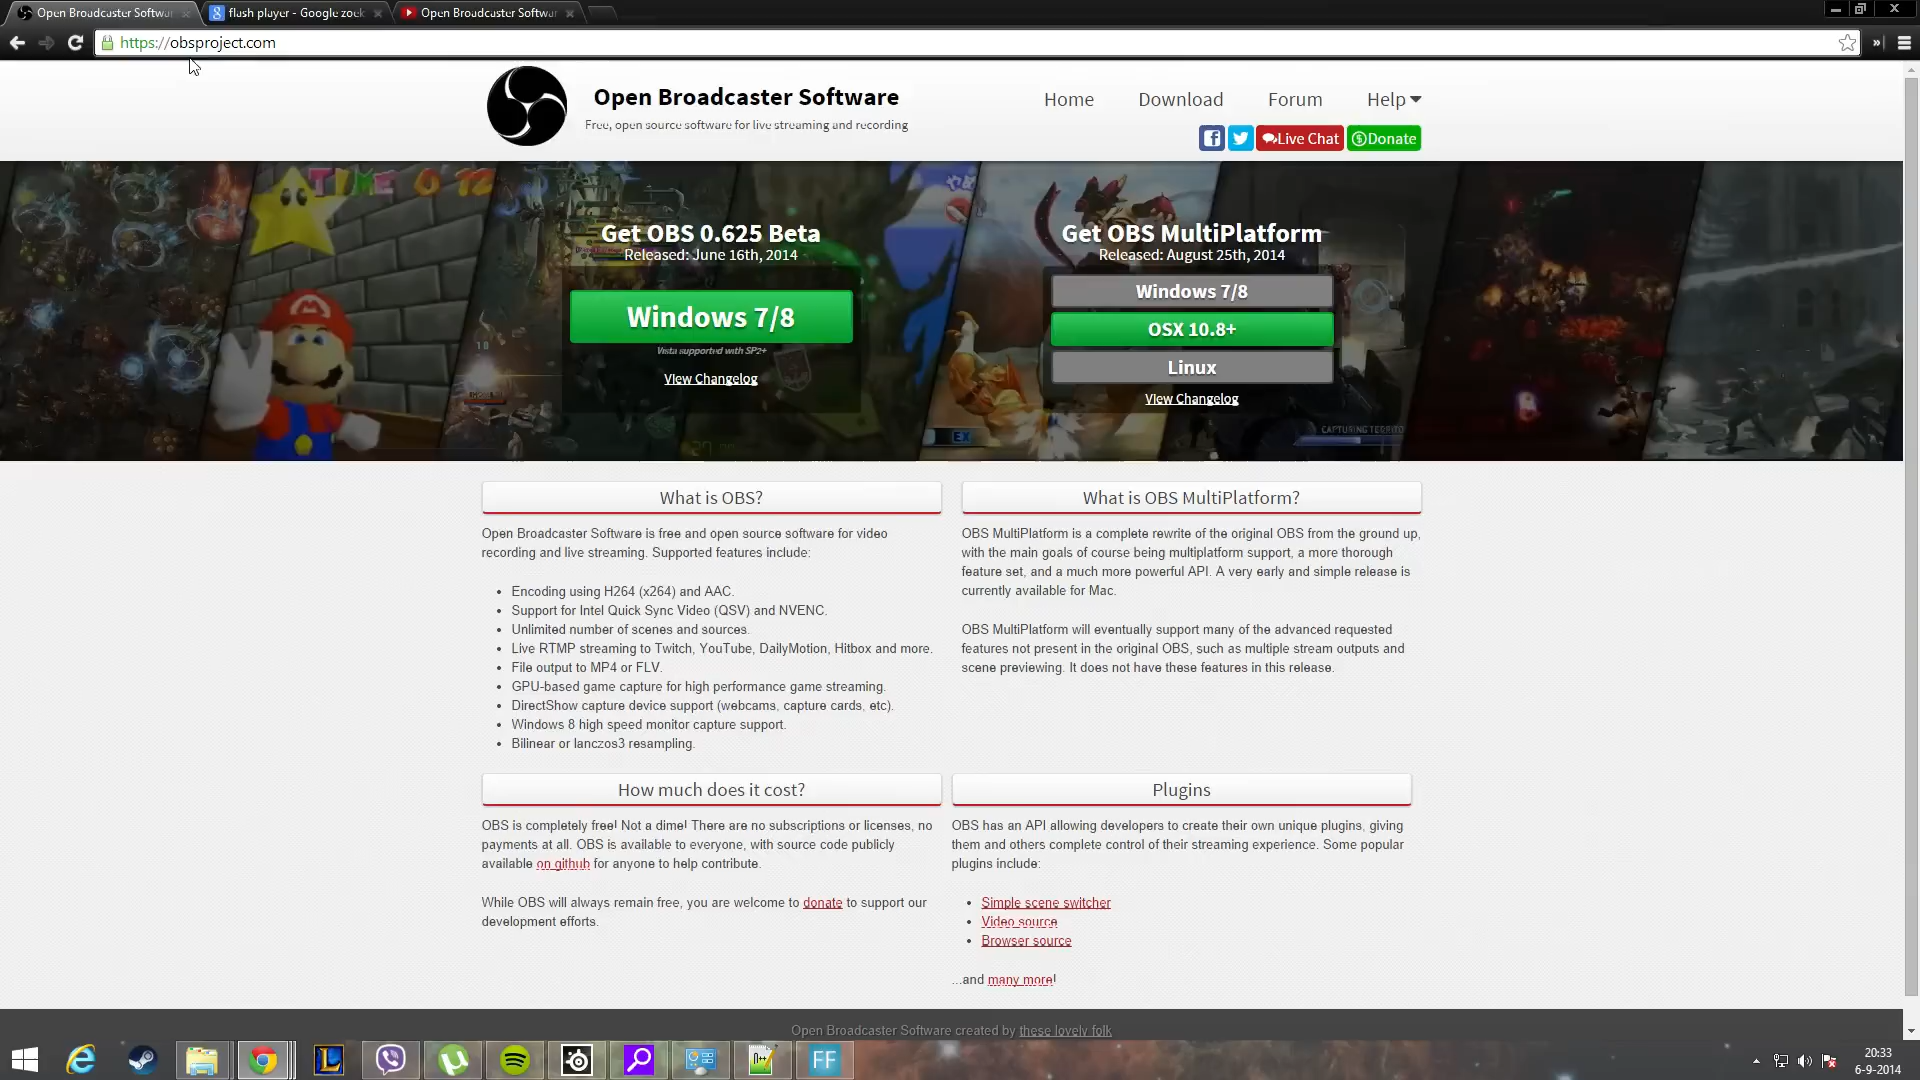 Open Broadcaster Softwa
flash player - Google zoek
Open Broadcaster Softwa
https://obsproject.com
Open Broadcaster Software
Free, open source software for live streaming and recording
Home
Download
Forum
Help
Live Chat
Donate
TIME 0 12
Get OBS 0.625 Beta
Released: June 16th, 2014
Windows 7/8
Vista supported with SP2+
View Changelog
Get OBS MultiPlatform
Released: August 25th, 2014
Windows 7/8
OSX 10.8+
Linux
View Changelog
EX
CAPTURING TERRITO
What is OBS?
Open Broadcaster Software is free and open source software for video
recording and live streaming. Supported features include:
• Encoding using H264 (x264) and AAC.
• Support for Intel Quick Sync Video (QSV) and NVENC.
• Unlimited number of scenes and sources.
• Live RTMP streaming to Twitch, YouTube, DailyMotion, Hitbox and more.
• File output to MP4 or FLV.
• GPU-based game capture for high performance game streaming.
• DirectShow capture device support (webcams, capture cards, etc).
• Windows 8 high speed monitor capture support.
• Bilinear or lanczos3 resampling.
What is OBS MultiPlatform?
OBS MultiPlatform is a complete rewrite of the original OBS from the ground up,
with the main goals of course being multiplatform support, a more thorough
feature set, and a much more powerful API. A very early and simple release is
currently available for Mac.
OBS MultiPlatform will eventually support many of the advanced requested
features not present in the original OBS, such as multiple stream outputs and
scene previewing. It does not have these features in this release.
How much does it cost?
OBS is completely free! Not a dime! There are no subscriptions or licenses, no
payments at all. OBS is available to everyone, with source code publicly
available on github for anyone to help contribute.
While OBS will always remain free, you are welcome to donate to support our
development efforts.
Plugins
OBS has an API allowing developers to create their own unique plugins, giving
them and others complete control of their streaming experience. Some popular
plugins include:
• Simple scene switcher
• Video source
• Browser source
...and many more!
Open Broadcaster Software created by these lovely folk
FF
20:33
6-9-2014